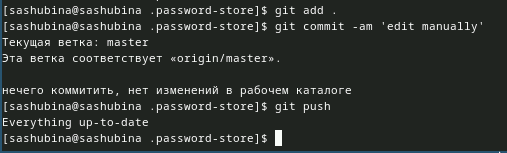 [sashubina@sashubina .password-store]$ git add .
[sashubina@sashubina .password-store]$ git commit -am 'edit manually'
Текущая ветка: master
Эта ветка соответствует «origin/master».
нечего коммитить, нет изменений в рабочем каталоге
[sashubina@sashubina .password-store]$ git push
Everything up-to-date
[sashubina@sashubina .password-store]$